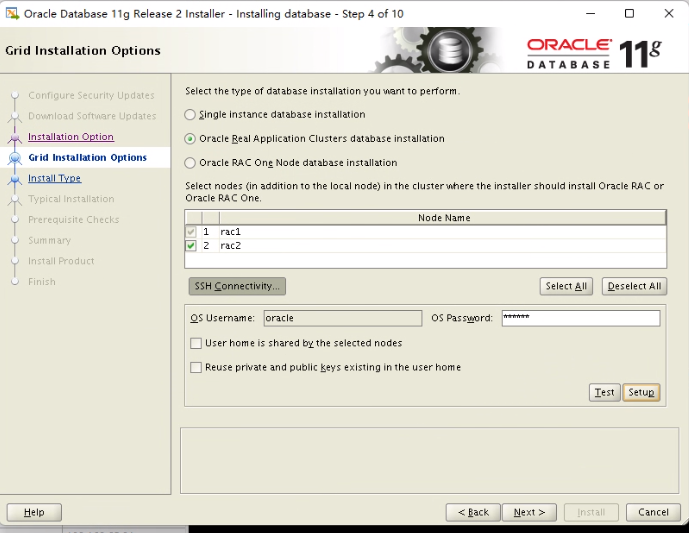 Oracle Database 11g Release 2 Installer - Installing database - Step 4 of 10
Grid Installation Options
ORACLE
DATABASE
11g
Configure Security Updates
Download Software Updates
Installation Option
Grid Installation Options
Install Type
Typical Installation
Prerequisite Checks
Summary
Install Product
Finish
Select the type of database installation you want to perform.
Single instance database installation
Oracle Real Application Clusters database installation
Oracle RAC One Node database installation
Select nodes (in addition to the local node) in the cluster where the installer should install Oracle RAC or
Oracle RAC One.
Node Name
1 rac1
2 rac2
SSH Connectivity... Select All Deselect All
OS Username: oracle OS Password: ******
User home is shared by the selected nodes
Reuse private and public keys existing in the user home
Test Setup
Help < Back Next > Install Cancel